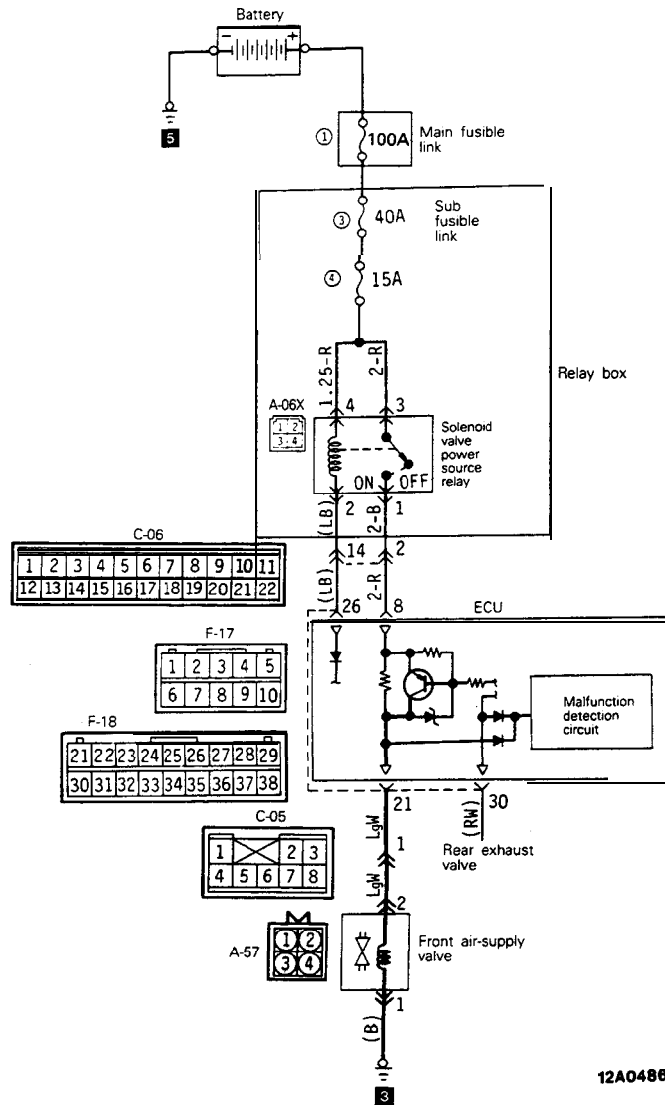 Battery
- +
5
① 100A Main fusible
link
③ 40A Sub
fusible
link
④ 15A
1.25-R 2-R
Relay box
A-06X
1 2
3 4
4 3
Solenoid
valve
power
source
relay
ON OFF
2 1
(LB) 2-B
C-06
1 2 3 4 5 6 7 8 9 10 11
12 13 14 15 16 17 18 19 20 21 22
14 2
(LB) 2-R
26 8 ECU
F-17
1 2 3 4 5
6 7 8 9 10
Malfunction
detection
circuit
F-18
21 22 23 24 25 26 27 28 29
30 31 32 33 34 35 36 37 38
21 30
LgW (RW)
Rear exhaust
valve
C-05
1 2 3
4 5 6 7 8
1
LgW
2
A-57
1 2
3 4
Front air-supply
valve
1
(B)
3
12A0486